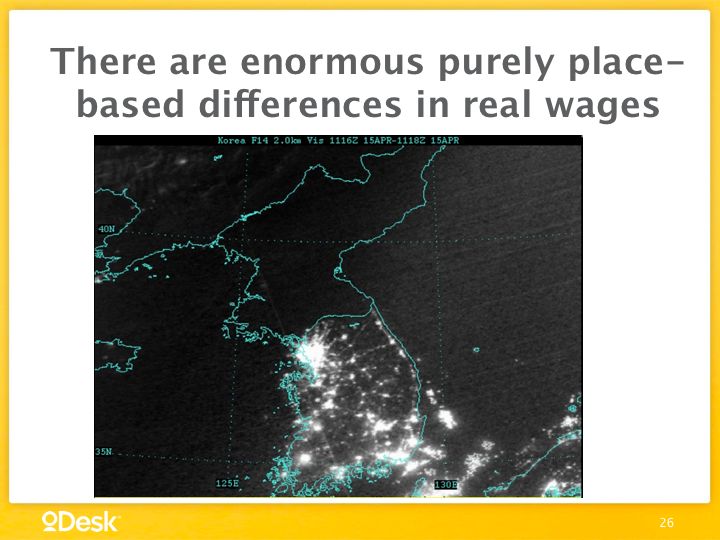 There are enormous purely place-
based differences in real wages
Korea F14 2.0km Vis 1116Z 15APR-1118Z 15APR
40N
35N
125E
130E
oDesk
26